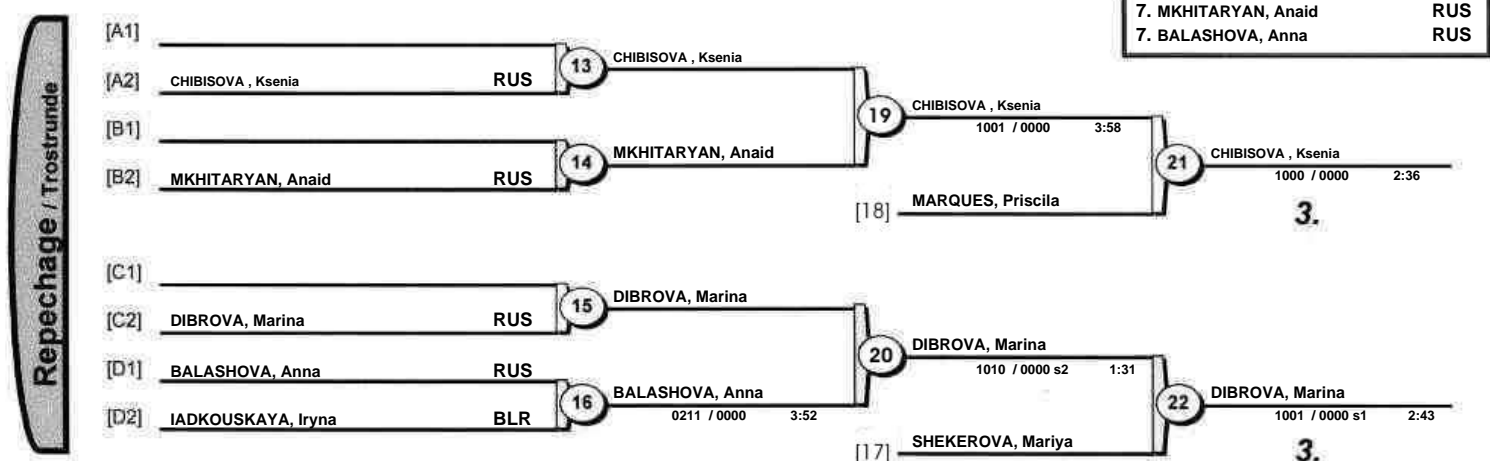 7. MKHITARYAN, Anaid RUS
7. BALASHOVA, Anna RUS
Repechage / Trostrunde
[A1]
13 CHIBISOVA , Ksenia
[A2] CHIBISOVA , Ksenia RUS
19 CHIBISOVA , Ksenia
1001 / 0000 3:58
[B1]
14 MKHITARYAN, Anaid
[B2] MKHITARYAN, Anaid RUS
21 CHIBISOVA , Ksenia
1000 / 0000 2:36
[18] MARQUES, Priscila
3.
[C1]
15 DIBROVA, Marina
[C2] DIBROVA, Marina RUS
20 DIBROVA, Marina
1010 / 0000 s2 1:31
[D1] BALASHOVA, Anna RUS
16 BALASHOVA, Anna
0211 / 0000 3:52
[D2] IADKOUSKAYA, Iryna BLR
22 DIBROVA, Marina
1001 / 0000 s1 2:43
[17] SHEKEROVA, Mariya
3.